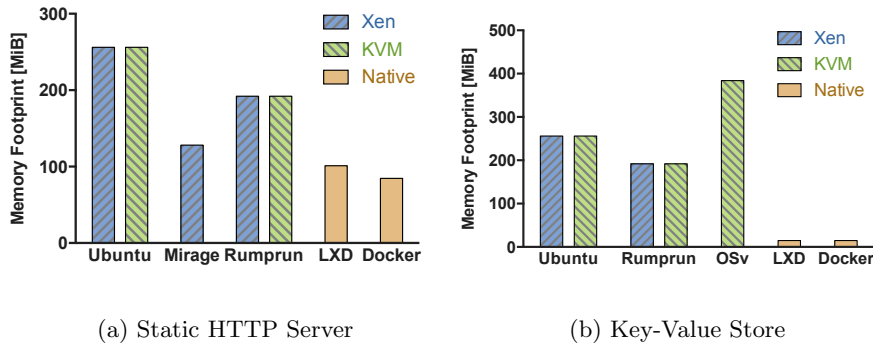 Memory Footprint [MiB]
300
200
100
0
Xen
KVM
Native
Ubuntu Mirage Rumprun LXD Docker
(a) Static HTTP Server
Memory Footprint [MiB]
500
400
300
200
100
0
Xen
KVM
Native
Ubuntu Rumprun OSv LXD Docker
(b) Key-Value Store